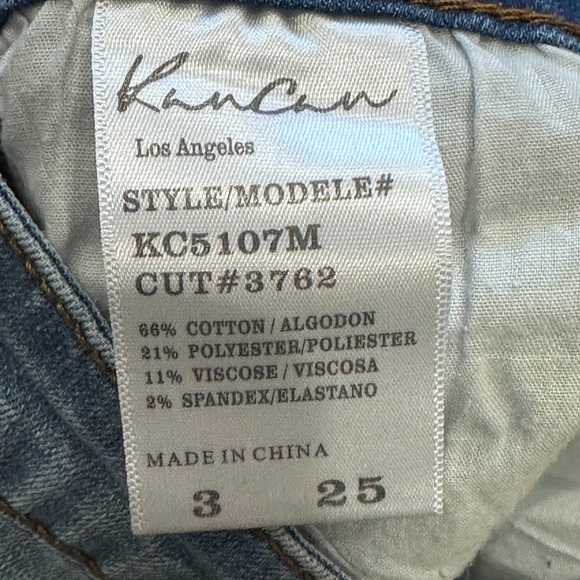 KanCan
Los Angeles
STYLE/MODELE#
KC5107M
CUT#3762
66% COTTON / ALGODON
21% POLYESTER/POLIESTER
11% VISCOSE / VISCOSA
2% SPANDEX/ELASTANO
MADE IN CHINA
3 25